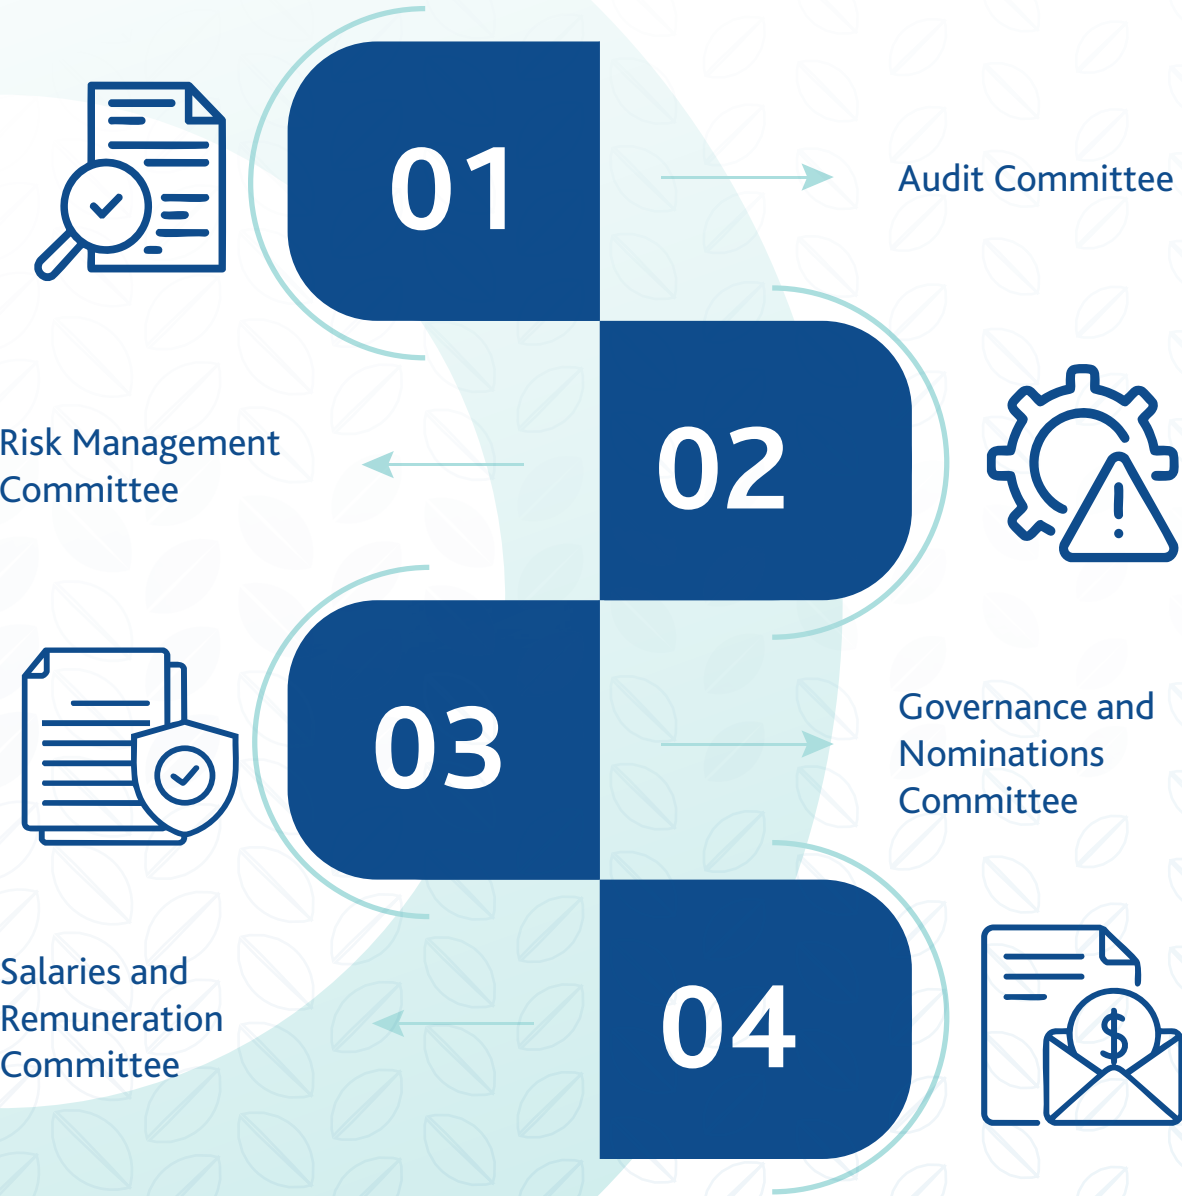 01
Audit Committee
02
Risk Management
Committee
03
Governance and
Nominations
Committee
04
Salaries and
Remuneration
Committee
$